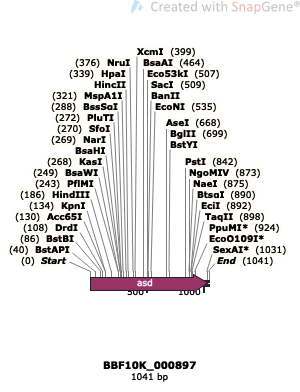 Created with SnapGene®
XcmI (399)
(376) NruI BsaAI (464)
(339) HpaI Eco53kI (507)
HincII SacI (509)
(321) MspA1I BanII
(288) BssSαI EcoNI (535)
(272) PluTI
(270) SfoI AseI (668)
(269) NarI BglII (699)
BsaHI BstYI
(268) KasI PstI (842)
(249) BsaWI NgoMIV (873)
(243) PflMI NaeI (875)
(186) HindIII BtsαI (890)
(134) KpnI EciI (892)
(130) Acc65I TaqII (898)
(108) DrdI PpuMI* (924)
(86) BstBI EcoO109I*
(40) BstAPI SexAI* (1031)
(0) Start End (1041)
asd
500 1000
BBF10K_000897
1041 bp